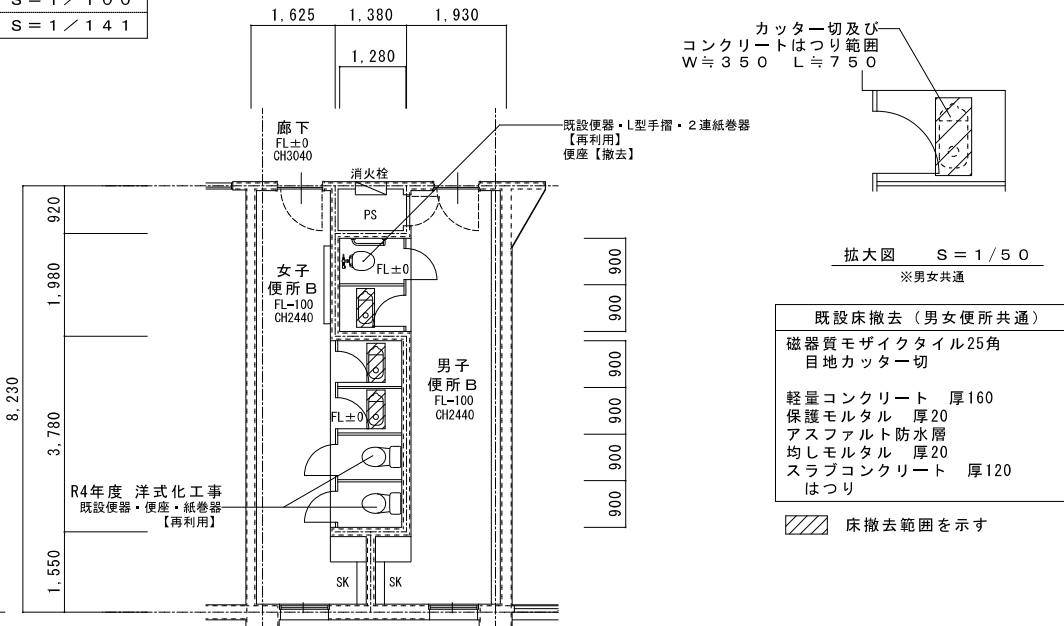 S＝1／100
S＝1／141
1,625
1,380
1,930
1,280
カッター切及び
コンクリートはつり範囲
W≒350　L≒750
廊下
FL±0
CH3040
既設便器・L型手摺・２連紙巻器
【再利用】
便座【撤去】
消火栓
PS
920
1,980
3,780
1,550
8,230
女子
便所Ｂ
FL-100
CH2440
FL±0
男子
便所Ｂ
FL-100
CH2440
FL±0
900
900
900
900
900
900
R4年度 洋式化工事
既設便器・便座・紙巻器
【再利用】
SK
SK
拡大図　S＝1/50
※男女共通
既設床撤去（男女便所共通）
磁器質モザイクタイル25角
目地カッター切
軽量コンクリート　厚160
保護モルタル　厚20
アスファルト防水層
均しモルタル　厚20
スラブコンクリート　厚120
はつり
床撤去範囲を示す